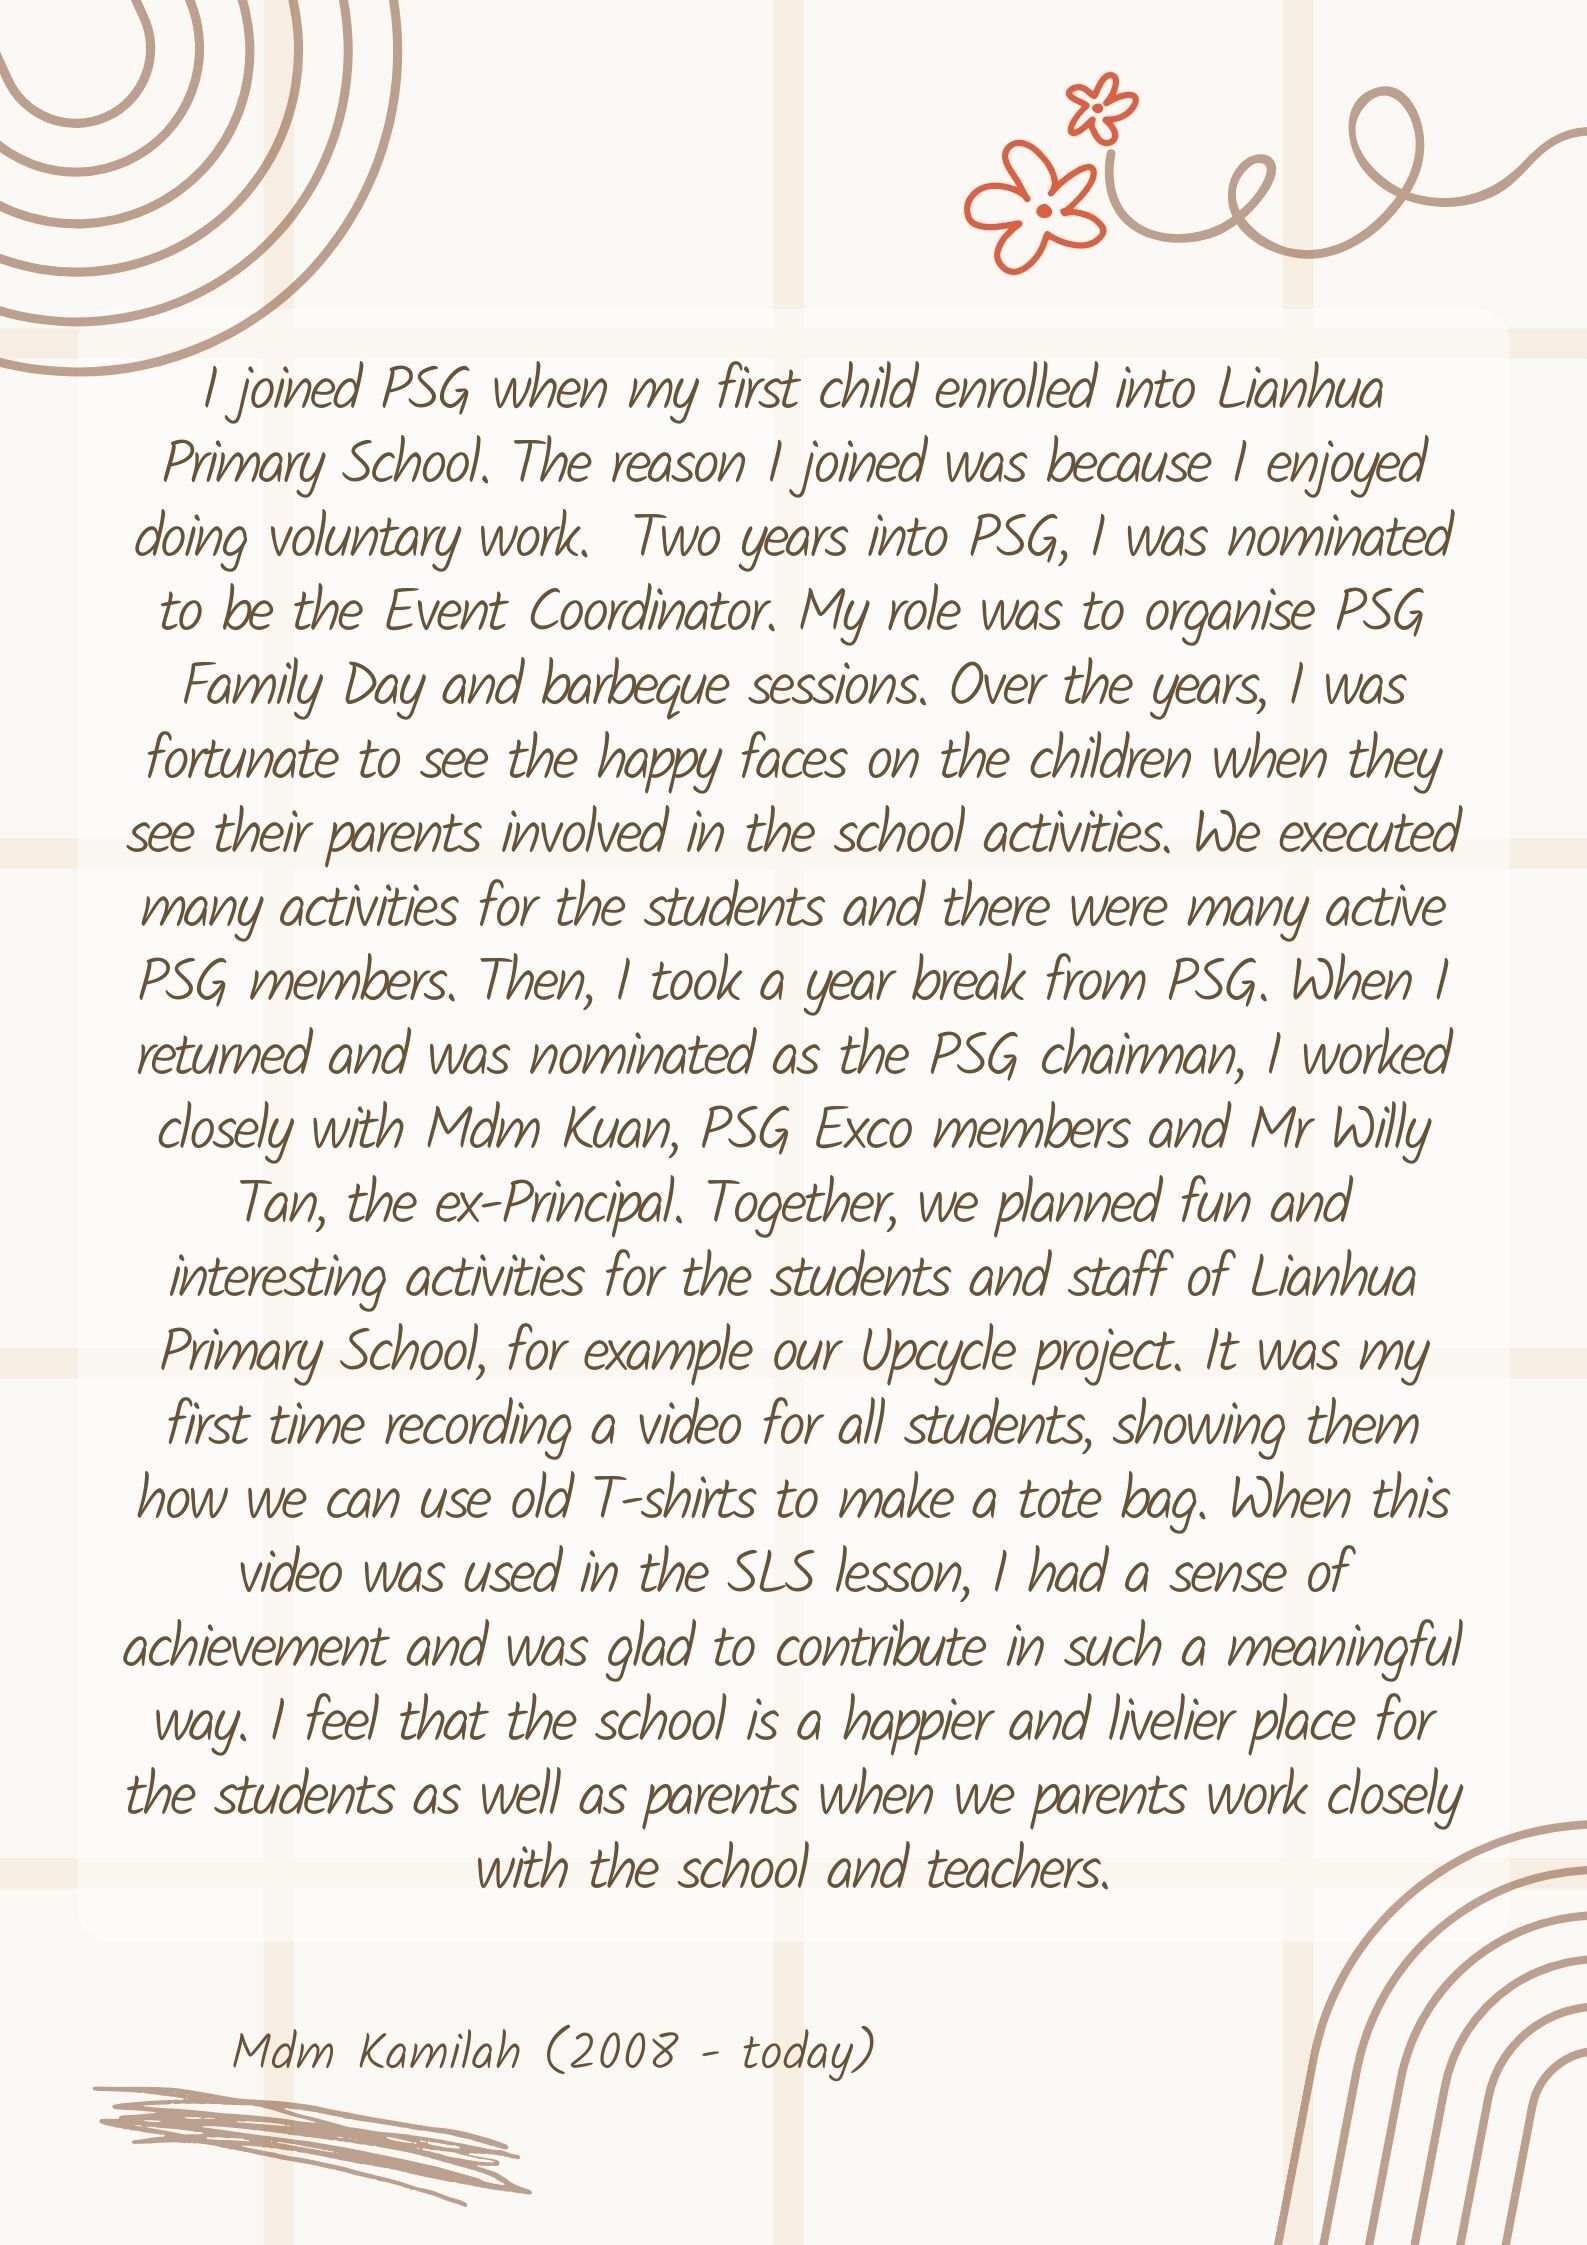 I joined PSG when my first child enrolled into Lianhua
Primary School. The reason I joined was because I enjoyed
doing voluntary work.  Two years into PSG, I was nominated
to be the Event Coordinator. My role was to organise PSG
Family Day and barbeque sessions. Over the years, I was
fortunate to see the happy faces on the children when they
see their parents involved in the school activities. We executed
many activities for the students and there were many active
PSG members. Then, I took a year break from PSG. When I
returned and was nominated as the PSG chairman, I worked
closely with Mdm Kuan, PSG Exco members and Mr Willy
Tan, the ex-Principal. Together, we planned fun and
interesting activities for the students and staff of Lianhua
Primary School, for example our Upcycle project. It was my
first time recording a video for all students, showing them
how we can use old T-shirts to make a tote bag. When this
video was used in the SLS lesson, I had a sense of
achievement and was glad to contribute in such a meaningful
way. I feel that the school is a happier and livelier place for
the students as well as parents when we parents work closely
with the school and teachers.
Mdm Kamilah (2008 - today)